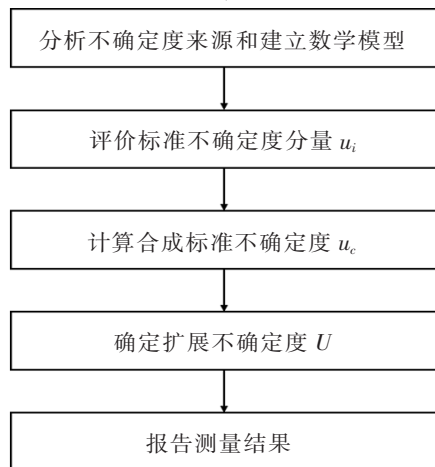 分析不确定度来源和建立数学模型
评价标准不确定度分量 u_i
计算合成标准不确定度 u_c
确定扩展不确定度 U
报告测量结果